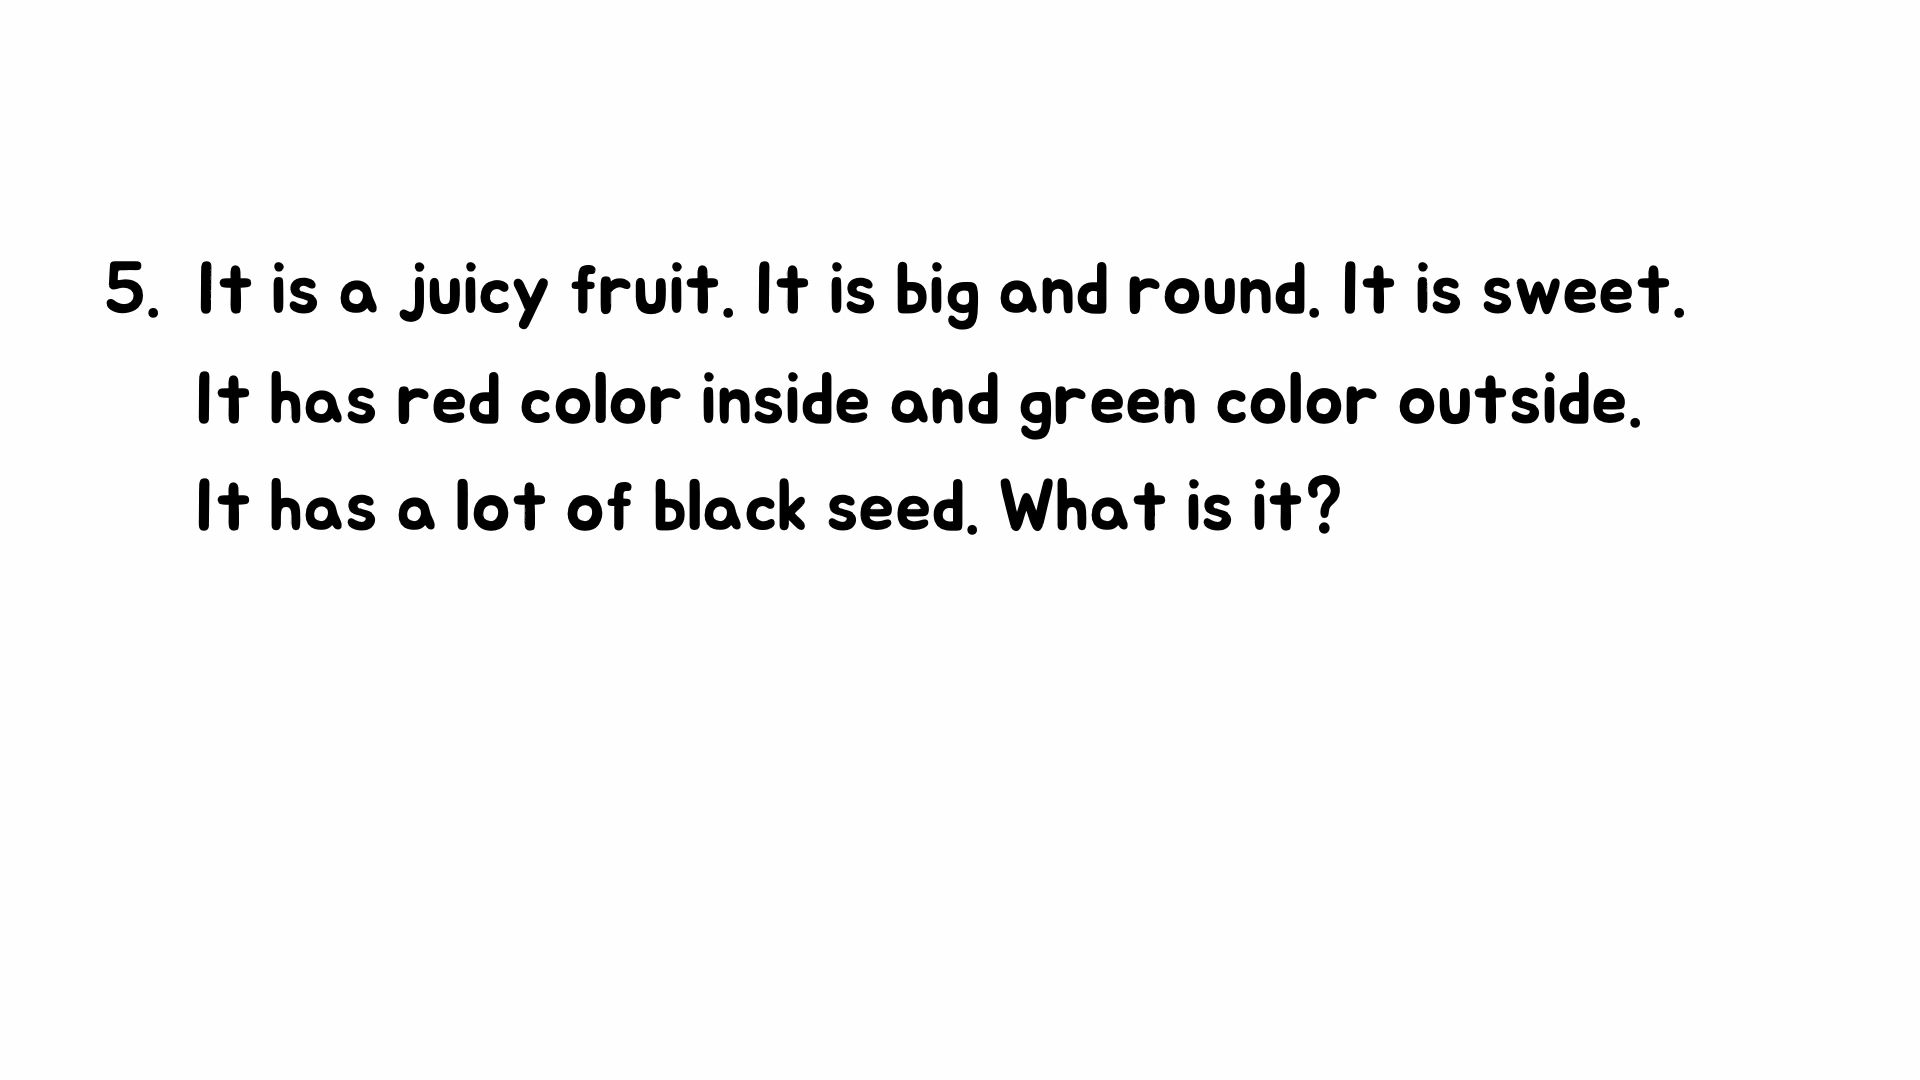 5. It is a juicy fruit. It is big and round. It is sweet.
It has red color inside and green color outside.
It has a lot of black seed. What is it?